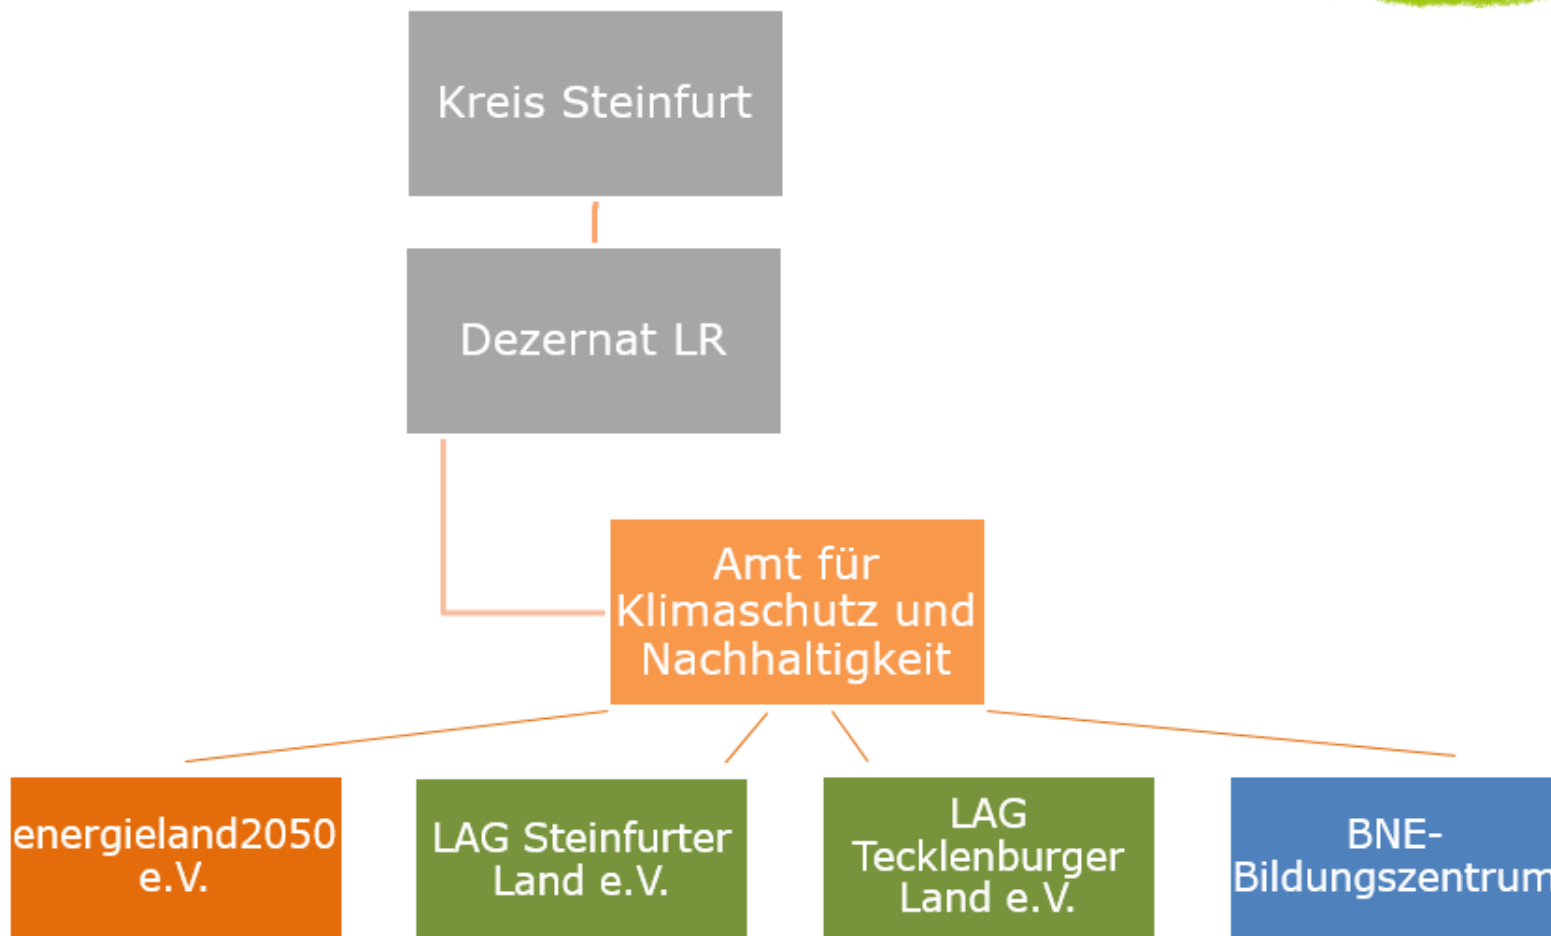 Kreis Steinfurt
Dezernat LR
Amt für
Klimaschutz und
Nachhaltigkeit
energieland2050
e.V.
LAG Steinfurter
Land e.V.
LAG
Tecklenburger
Land e.V.
BNE-
Bildungszentrum